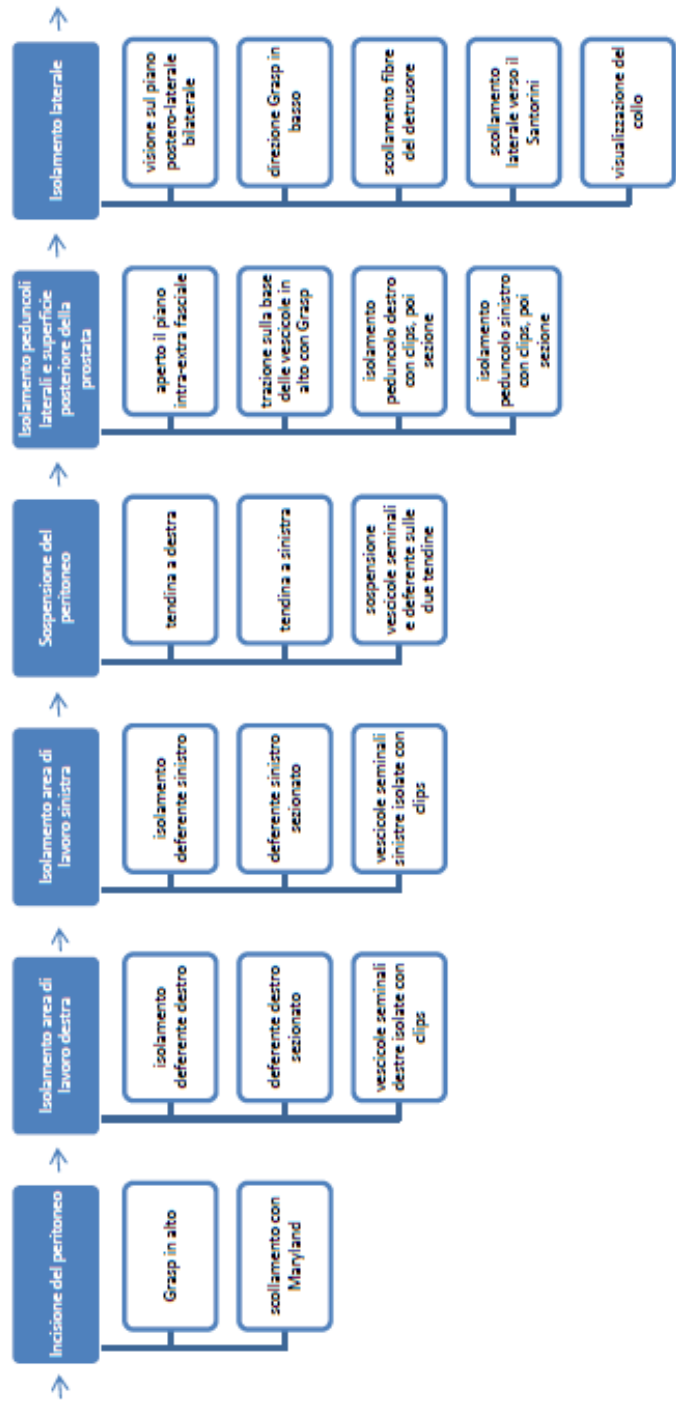 Incisione del peritoneo
Grasp in alto
scollamento con
Maryland
Isolamento area di
lavoro destra
isolamento
deferente destro
deferente destro
sezionato
vescicole seminali
destre isolate con
clips
Isolamento area di
lavoro sinistra
isolamento
deferente sinistro
deferente sinistro
sezionato
vescicole seminali
sinistre isolate con
clips
Sospensione del
peritoneo
tendina a destra
tendina a sinistra
sospensione
vescicole seminali
e deferente sulle
due tendine
Isolamento peduncoli
laterali e superficie
posteriore della
prostata
aperto il piano
intra-extra fasciale
trazione sulla base
delle vescicole in
alto con Grasp
isolamento
peduncolo destro
con clips, poi
sezione
isolamento
peduncolo sinistro
con clips, poi
sezione
Isolamento laterale
visione sul piano
postero-laterale
bilaterale
direzione Grasp in
basso
scollamento fibre
del detrusore
scollamento
laterale verso il
Santorini
visualizzazione del
collo